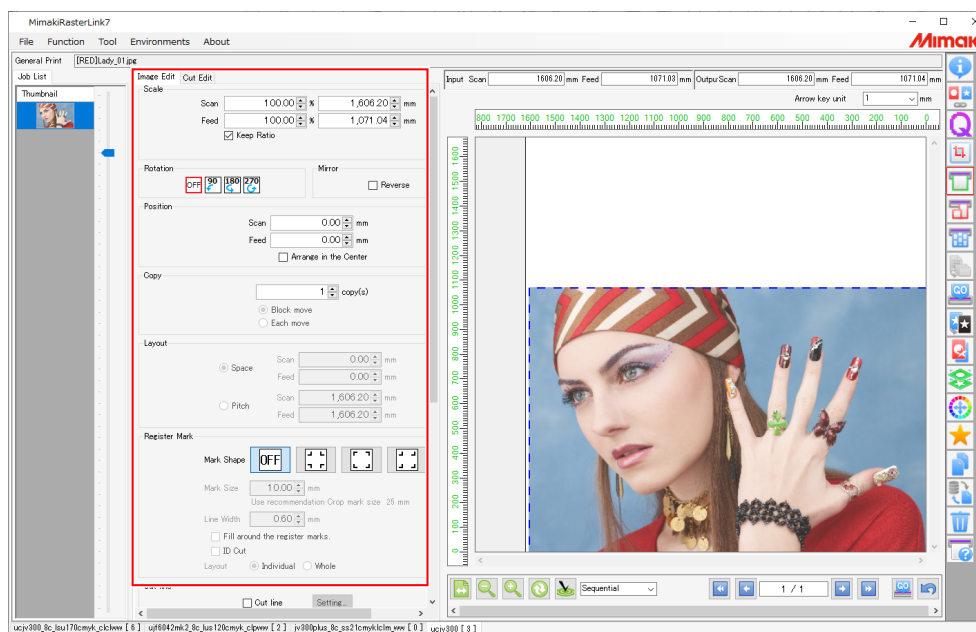 MimakiRasterLink7
File Function Tool Environments About
Mimaki
General Print [RED]Lady_01.jpg
Job List
Thumbnail
Image Edit Cut Edit
Scale
Scan 100.00 % 1,606.20 mm
Feed 100.00 % 1,071.04 mm
Keep Ratio
Rotation Mirror
OFF 90 180 270 Reverse
Position
Scan 0.00 mm
Feed 0.00 mm
Arrange in the Center
Copy
1 copy(s)
Block move
Each move
Layout
Space
Scan 0.00 mm
Feed 0.00 mm
Pitch
Scan 1,606.20 mm
Feed 1,606.20 mm
Register Mark
Mark Shape OFF
Mark Size 10.00 mm
Use recommendation Crop mark size 25 mm
Line Width 0.60 mm
Fill around the register marks.
ID Cut
Layout Individual Whole
Cut line Setting...
Input Scan 1606.20 mm Feed 1071.03 mm Output Scan 1606.20 mm Feed 1071.04 mm
Arrow key unit 1 mm
800 1700 1600 1500 1400 1300 1200 1100 1000 900 800 700 600 500 400 300 200 100 0
1600
1500
1400
1300
1200
1100
1000
900
800
700
600
500
400
300
200
100
0
Sequential 1 / 1 GO
Q
GO
ucjv300_8c_lsu170cmyk_clclww [ 6 ] ujf6042mk2_8c_lus120cmyk_clpww [ 2 ] jv300plus_8c_ss21cmyklclm_ww [ 0 ] ucjv300 [ 3 ]